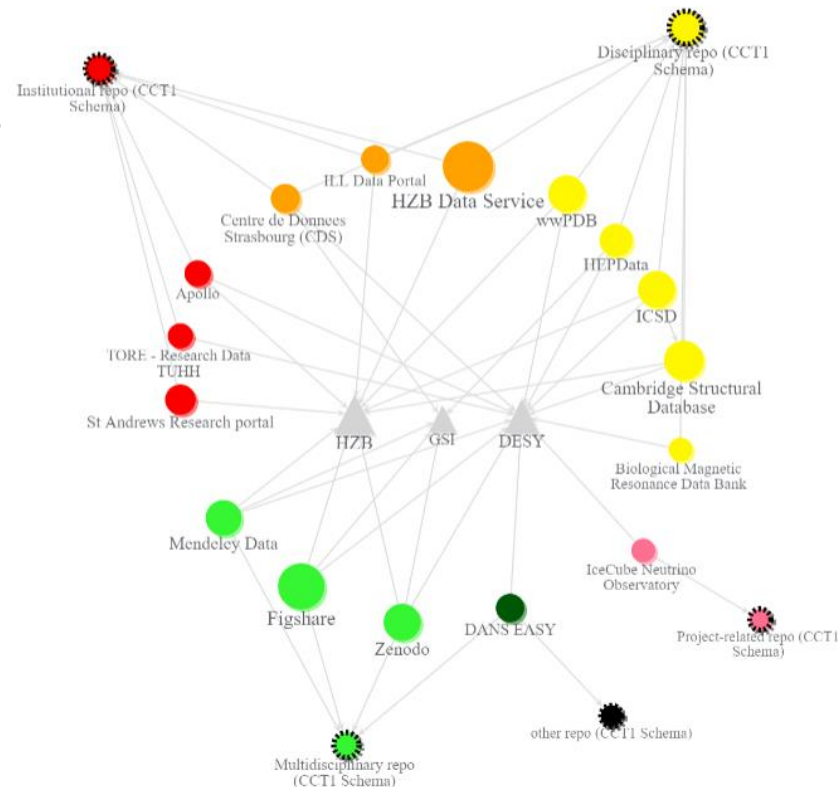 Disciplinary repo (CCT1
Schema)
Institutional repo (CCT1
Schema)
ILL Data Portal
HZB Data Service
wwPDB
Centre de Donnees
Strasbourg (CDS)
HEPData
Apollo
ICSD
TORE - Research Data
TUHH
Cambridge Structural
Database
St Andrews Research portal
HZB
GSI
DESY
Biological Magnetic
Resonance Data Bank
Mendeley Data
IceCube Neutrino
Observatory
Figshare
DANS EASY
Zenodo
Project-related repo (CCT1
Schema)
other repo (CCT1 Schema)
Multidisciplinary repo
(CCT1 Schema)